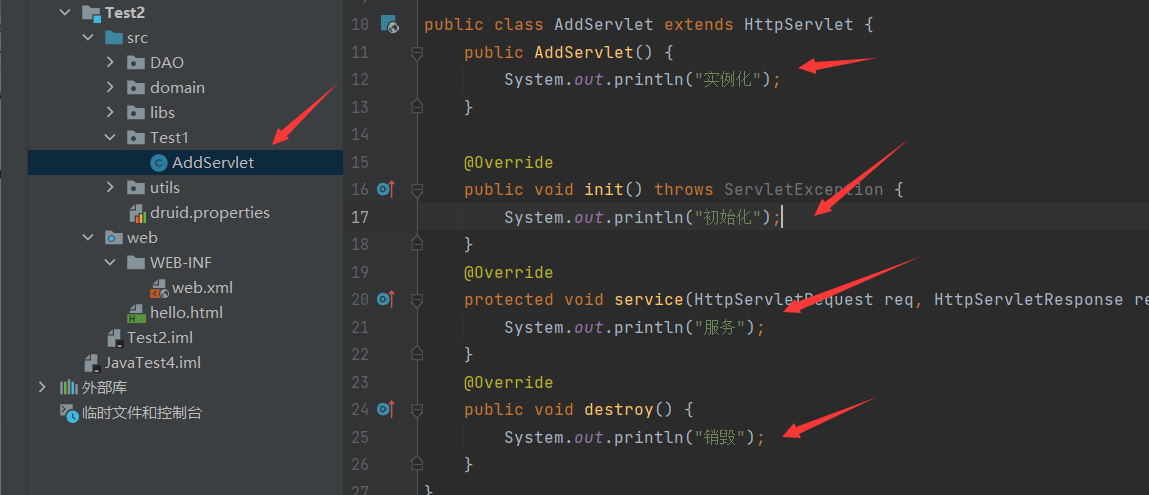 Test2
src
DAO
domain
libs
Test1
AddServlet
utils
druid.properties
web
WEB-INF
web.xml
hello.html
Test2.iml
JavaTest4.iml
外部库
临时文件和控制台
10 public class AddServlet extends HttpServlet {
11 public AddServlet() {
12 System.out.println("实例化");
13 }
14
15 @Override
16 public void init() throws ServletException {
17 System.out.println("初始化");
18 }
19 @Override
20 protected void service(HttpServletRequest req, HttpServletResponse re
21 System.out.println("服务");
22 }
23 @Override
24 public void destroy() {
25 System.out.println("销毁");
26 }
27 }